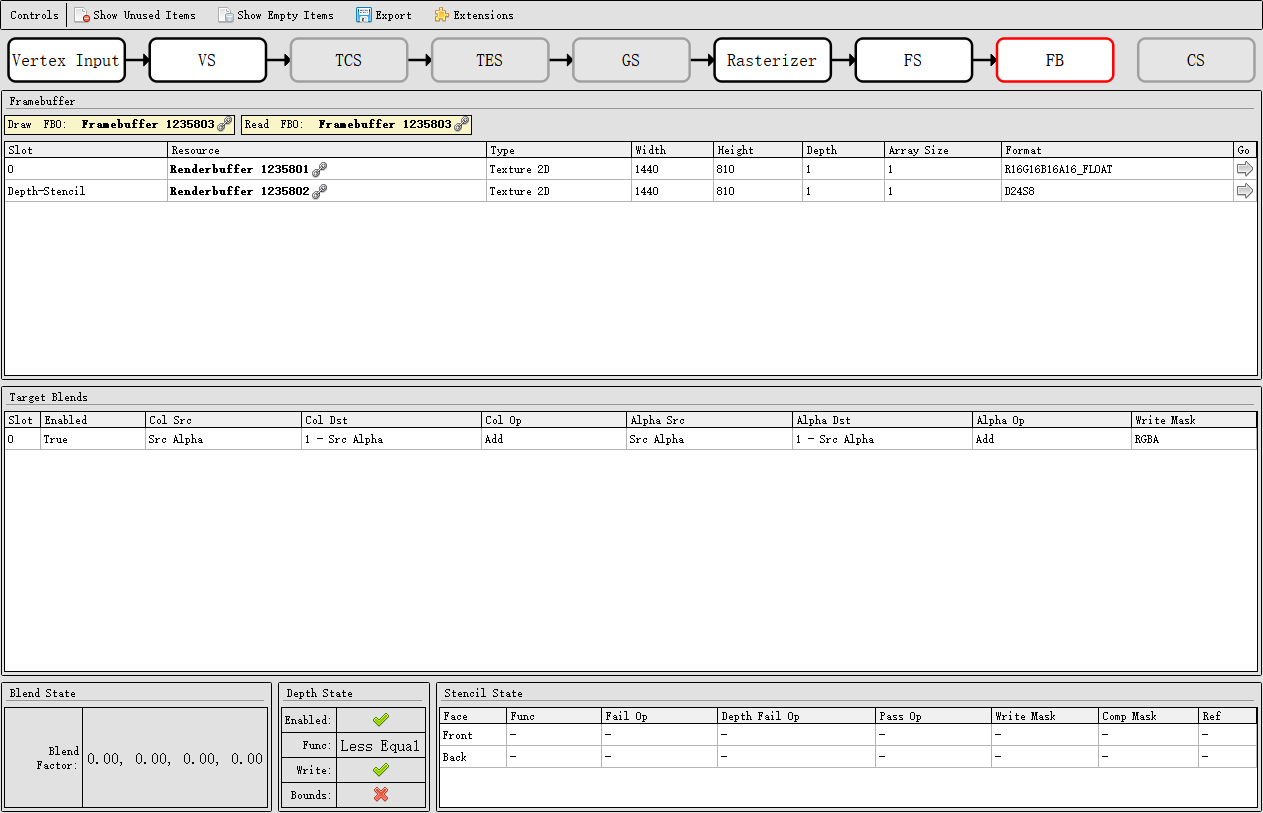 Controls Show Unused Items Show Empty Items Export Extensions
Vertex Input VS TCS TES GS Rasterizer FS FB CS
Framebuffer
Draw FBO: Framebuffer 1235803 Read FBO: Framebuffer 1235803
Slot Resource Type Width Height Depth Array Size Format Go
0 Renderbuffer 1235801 Texture 2D 1440 810 1 1 R16G16B16A16_FLOAT
Depth-Stencil Renderbuffer 1235802 Texture 2D 1440 810 1 1 D24S8
Target Blends
Slot Enabled Col Src Col Dst Col Op Alpha Src Alpha Dst Alpha Op Write Mask
0 True Src Alpha 1 - Src Alpha Add Src Alpha 1 - Src Alpha Add RGBA
Blend State
Blend
Factor: 0.00, 0.00, 0.00, 0.00
Depth State
Enabled:
Func: Less Equal
Write:
Bounds:
Stencil State
Face Func Fail Op Depth Fail Op Pass Op Write Mask Comp Mask Ref
Front - - - - - - -
Back - - - - - - -